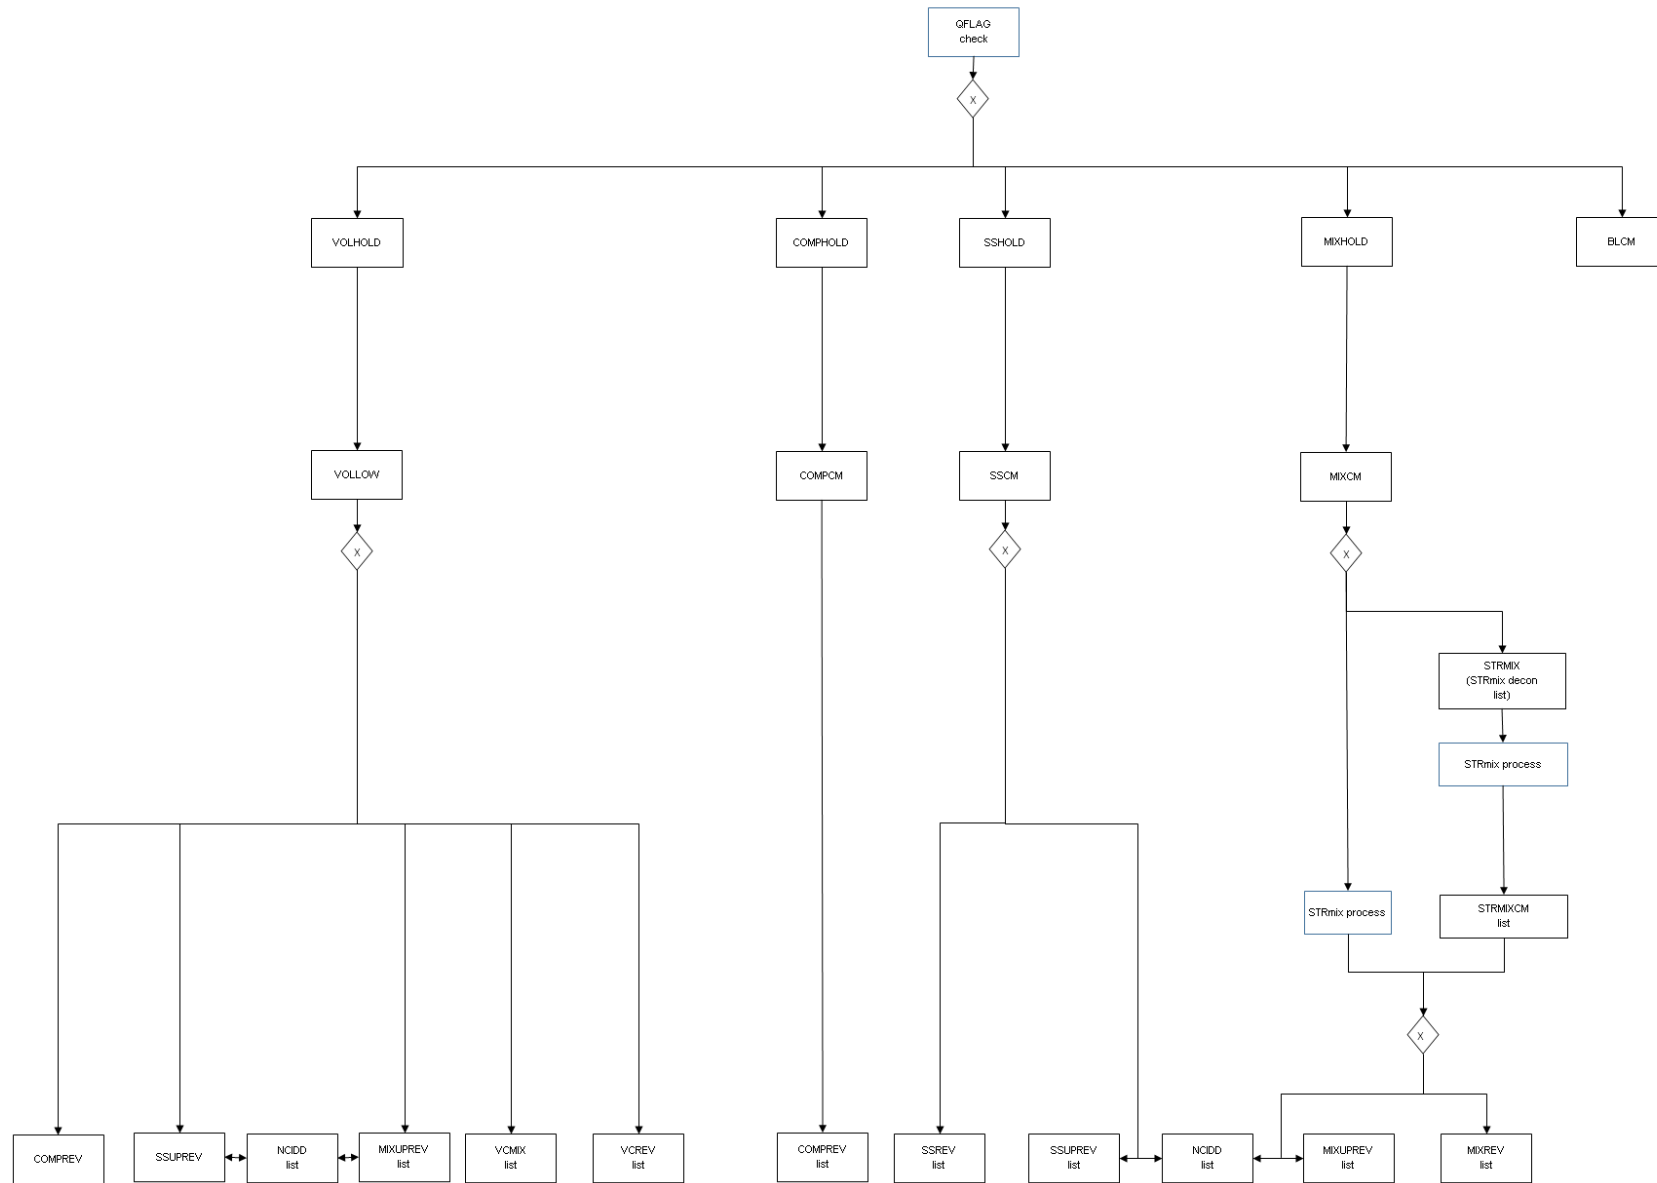 QFLAG
check
X
VOLHOLD
COMPHOLD
SSHOLD
MIXHOLD
BLCM
VOLLOW
COMPCM
SSCM
MIXCM
X
X
X
STRMIX
(STRmix decon
list)
STRmix process
STRmix process
STRMIXCM
list
X
COMPREV
SSUPREV
NCIDD
list
MIXUPREV
list
VCMIX
list
VCREV
list
COMPREV
list
SSREV
list
SSUPREV
list
NCIDD
list
MIXUPREV
list
MIXREV
list